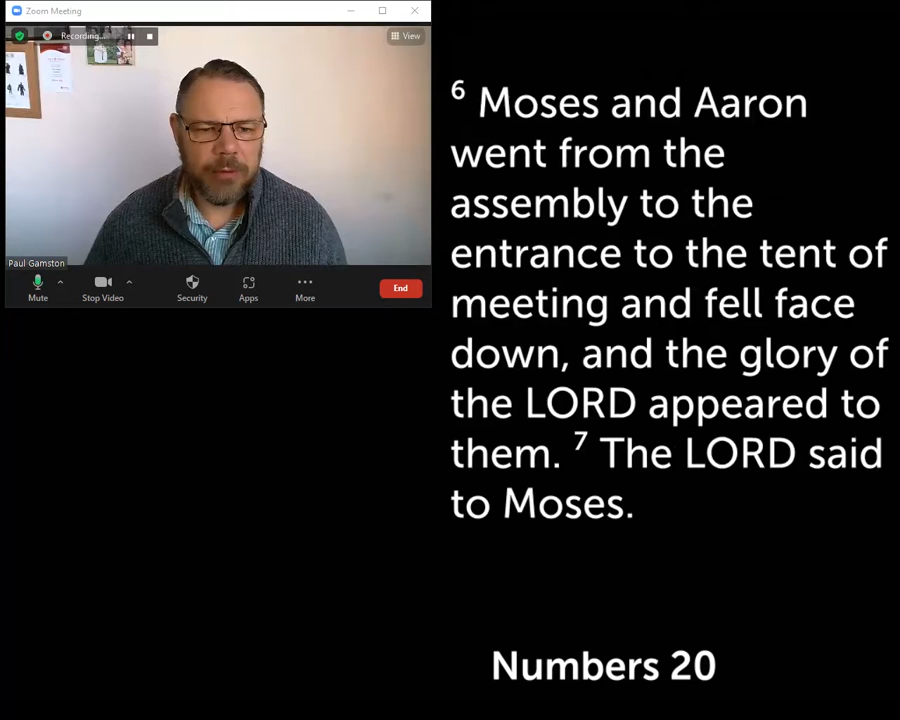 Zoom Meeting
Recording...
View
Paul Gamston
Mute
Stop Video
Security
Apps
More
End
6 Moses and Aaron
went from the
assembly to the
entrance to the tent of
meeting and fell face
down, and the glory of
the LORD appeared to
them. 7 The LORD said
to Moses.
Numbers 20